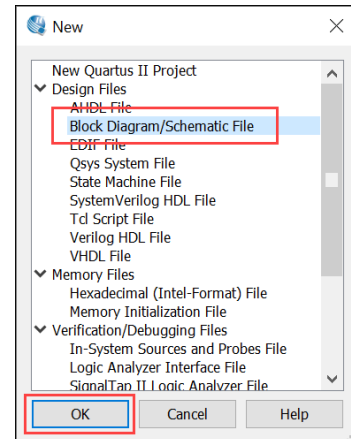 New
New Quartus II Project
Design Files
AHDL File
Block Diagram/Schematic File
EDIF File
Qsys System File
State Machine File
SystemVerilog HDL File
Tcl Script File
Verilog HDL File
VHDL File
Memory Files
Hexadecimal (Intel-Format) File
Memory Initialization File
Verification/Debugging Files
In-System Sources and Probes File
Logic Analyzer Interface File
SignalTap II Logic Analyzer File
OK Cancel Help